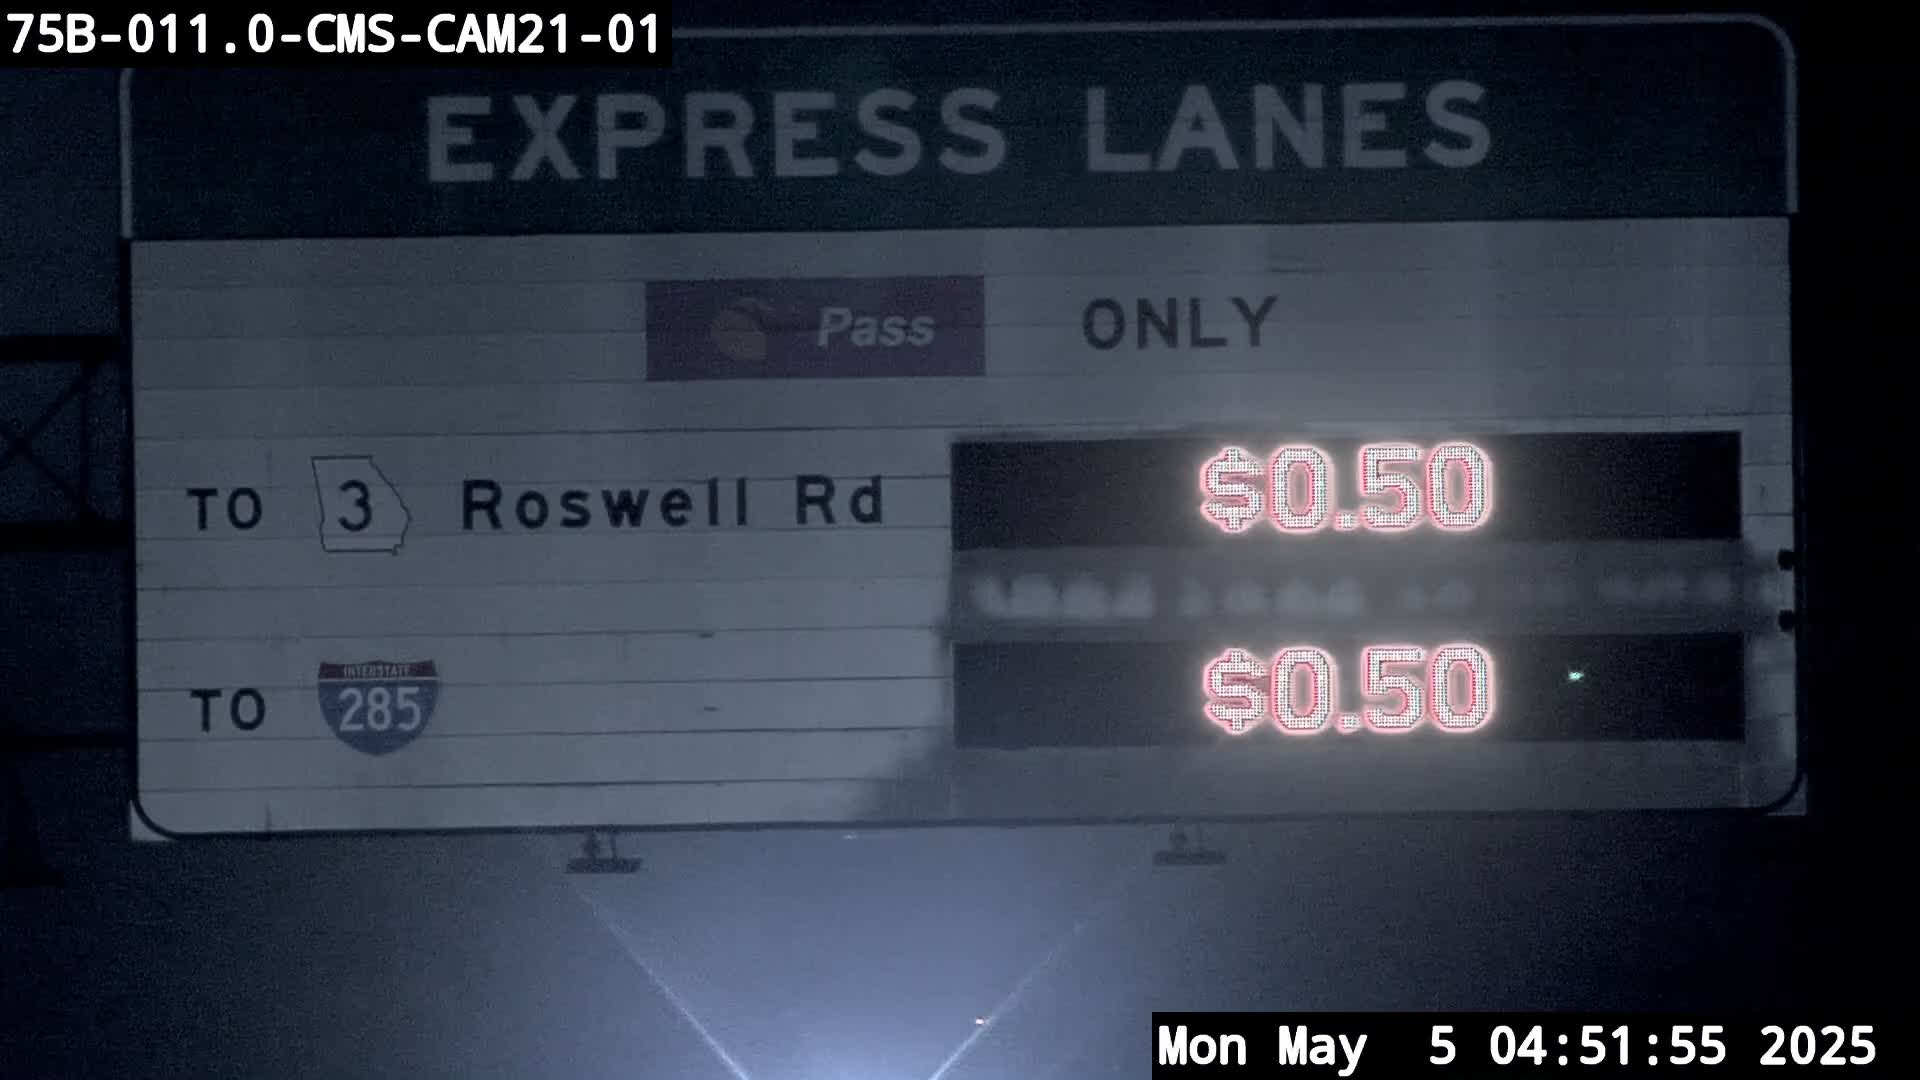 75B-011.0-CMS-CAM21-01
EXPRESS LANES
Pass ONLY
TO 3 Roswell Rd $0.50
INTERSTATE
TO 285 $0.50
Mon May 5 04:51:55 2025